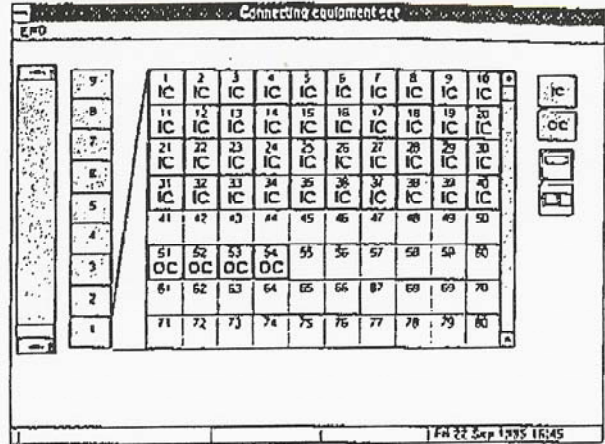 Connecting equipment set
END
9
8
7
6
5
4
3
2
1
1 2 3 4 5 6 7 8 9 10
IC IC IC IC IC IC IC IC IC IC
11 12 13 14 15 16 17 18 19 20
IC IC IC IC IC IC IC IC IC IC
21 22 23 24 25 26 27 28 29 30
IC IC IC IC IC IC IC IC IC IC
31 32 33 34 35 36 37 38 39 40
IC IC IC IC IC IC IC IC IC IC
41 42 43 44 45 46 47 48 49 50
51 52 53 54 55 56 57 58 59 60
OC OC OC OC
61 62 63 64 65 66 67 68 69 70
71 72 73 74 75 76 77 78 79 80
IC
OC
Fri 22 Sep 1995 16:45